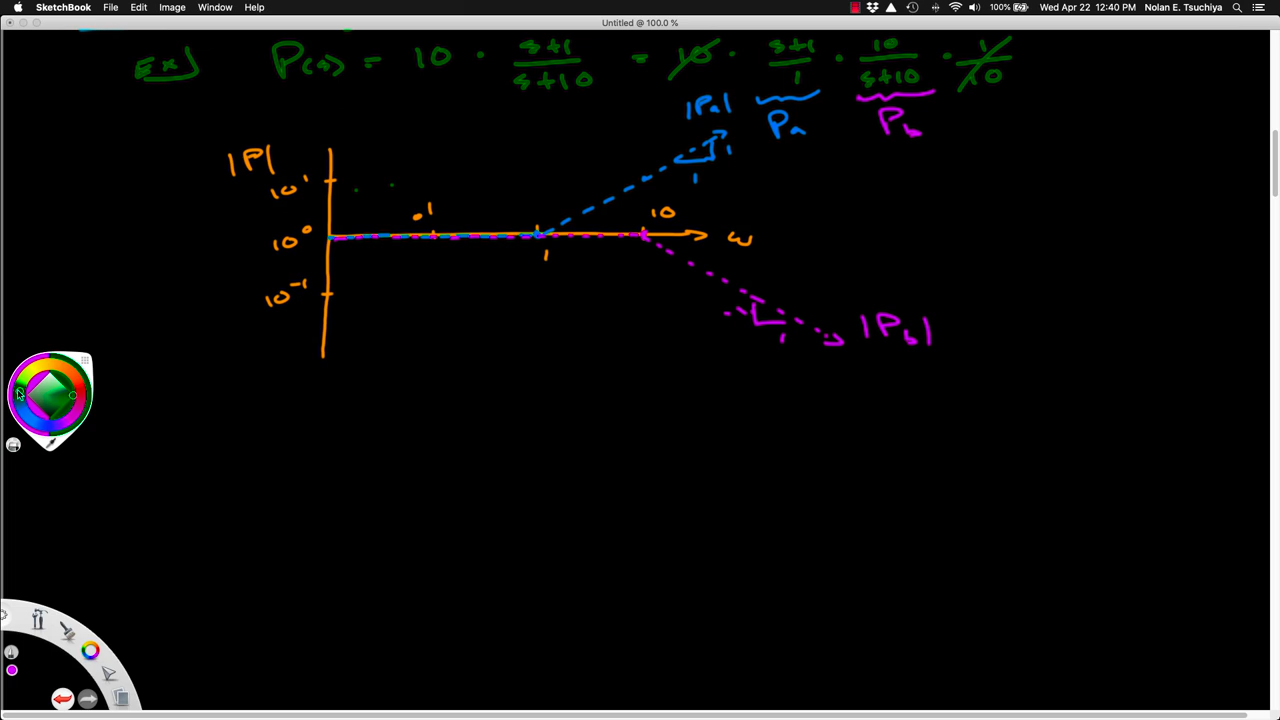 SketchBook File Edit Image Window Help 100% Wed Apr 22 12:40 PM Nolan E. Tsuchiya
Untitled @ 100.0 %
Ex) P(s) = 10 · (s+1)/(s+10) = 10 · (s+1)/1 · 10/(s+10) · 1/10
|Pa| Pa Pb
|P|
10¹ 1
1
.1 10
10⁰ ω
1
10⁻¹
-1
1 |Pb|